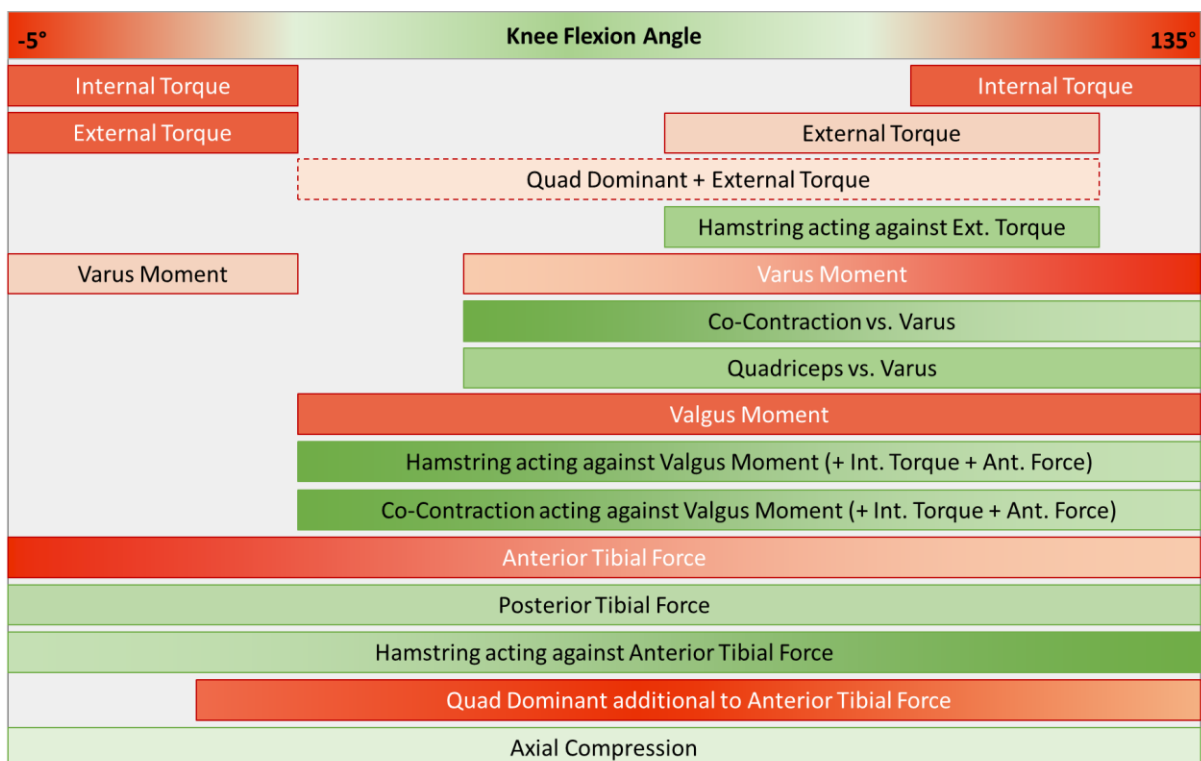 -5° Knee Flexion Angle 135°
Internal Torque Internal Torque
External Torque External Torque
Quad Dominant + External Torque
Hamstring acting against Ext. Torque
Varus Moment Varus Moment
Co-Contraction vs. Varus
Quadriceps vs. Varus
Valgus Moment
Hamstring acting against Valgus Moment (+ Int. Torque + Ant. Force)
Co-Contraction acting against Valgus Moment (+ Int. Torque + Ant. Force)
Anterior Tibial Force
Posterior Tibial Force
Hamstring acting against Anterior Tibial Force
Quad Dominant additional to Anterior Tibial Force
Axial Compression